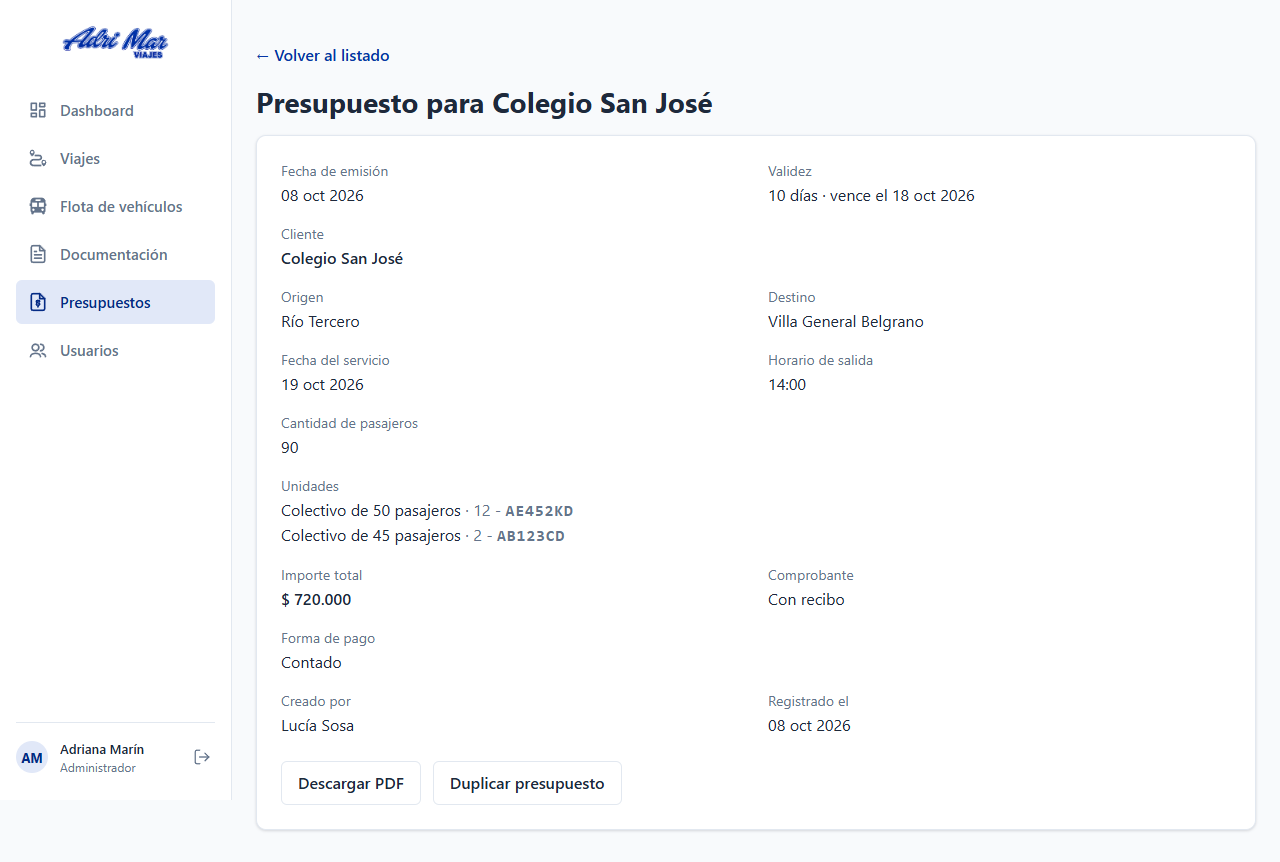 Adri Mar
VIAJES
Dashboard
Viajes
Flota de vehículos
Documentación
Presupuestos
Usuarios
AM
Adriana Marín
Administrador
← Volver al listado
Presupuesto para Colegio San José
Fecha de emisión
08 oct 2026
Validez
10 días · vence el 18 oct 2026
Cliente
Colegio San José
Origen
Río Tercero
Destino
Villa General Belgrano
Fecha del servicio
19 oct 2026
Horario de salida
14:00
Cantidad de pasajeros
90
Unidades
Colectivo de 50 pasajeros · 12 - AE452KD
Colectivo de 45 pasajeros · 2 - AB123CD
Importe total
$ 720.000
Comprobante
Con recibo
Forma de pago
Contado
Creado por
Lucía Sosa
Registrado el
08 oct 2026
Descargar PDF
Duplicar presupuesto